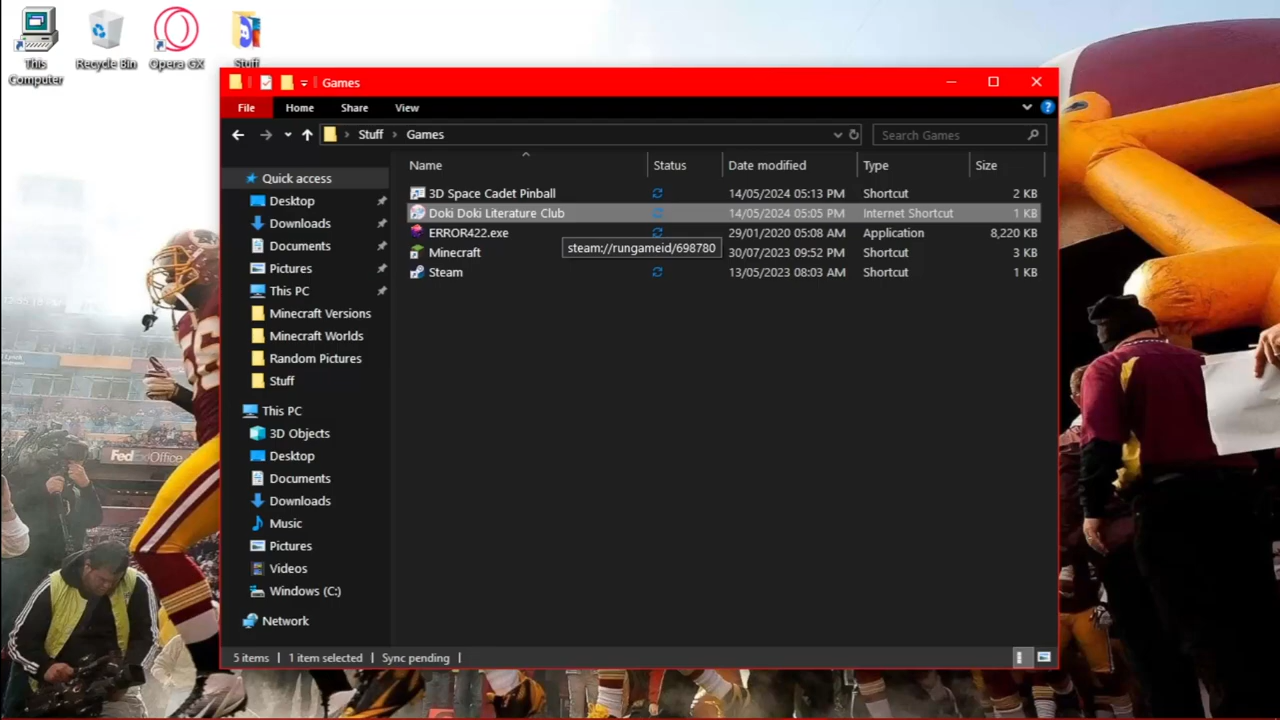 This Computer
Recycle Bin
Opera GX
Stuff
Games
File Home Share View
Stuff Games
Search Games
Name Status Date modified Type Size
3D Space Cadet Pinball 14/05/2024 05:13 PM Shortcut 2 KB
Doki Doki Literature Club 14/05/2024 05:05 PM Internet Shortcut 1 KB
ERROR422.exe 29/01/2020 05:08 AM Application 8,220 KB
steam://rungameid/698780
Minecraft 30/07/2023 09:52 PM Shortcut 3 KB
Steam 13/05/2023 08:03 AM Shortcut 1 KB
Quick access
Desktop
Downloads
Documents
Pictures
This PC
Minecraft Versions
Minecraft Worlds
Random Pictures
Stuff
This PC
3D Objects
Desktop
Documents
Downloads
Music
Pictures
Videos
Windows (C:)
Network
5 items 1 item selected Sync pending
FedEx Office